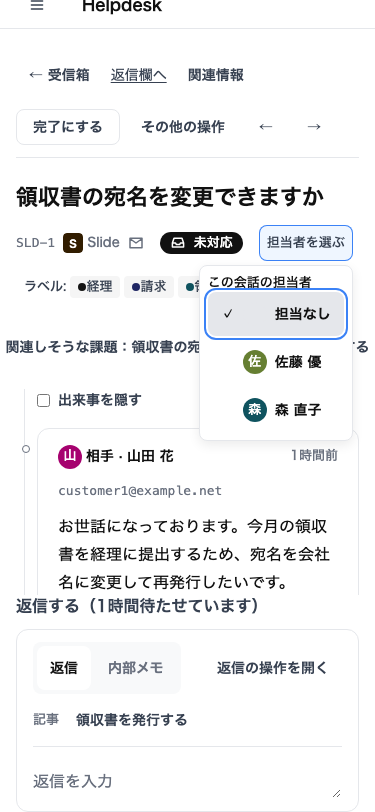 Helpdesk
← 受信箱 返信欄へ 関連情報
完了にする その他の操作 ← →
領収書の宛名を変更できますか
SLD-1 S Slide 未対応 担当者を選ぶ
ラベル: 経理 請求
この会話の担当者
✓ 担当なし
佐 佐藤 優
森 森 直子
関連しそうな課題：領収書の宛 る
出来事を隠す
山 相手 · 山田 花 1時間前
customer1@example.net
お世話になっております。今月の領収
書を経理に提出するため、宛名を会社
名に変更して再発行したいです。
返信する（1時間待たせています）
返信 内部メモ 返信の操作を開く
記事 領収書を発行する
返信を入力